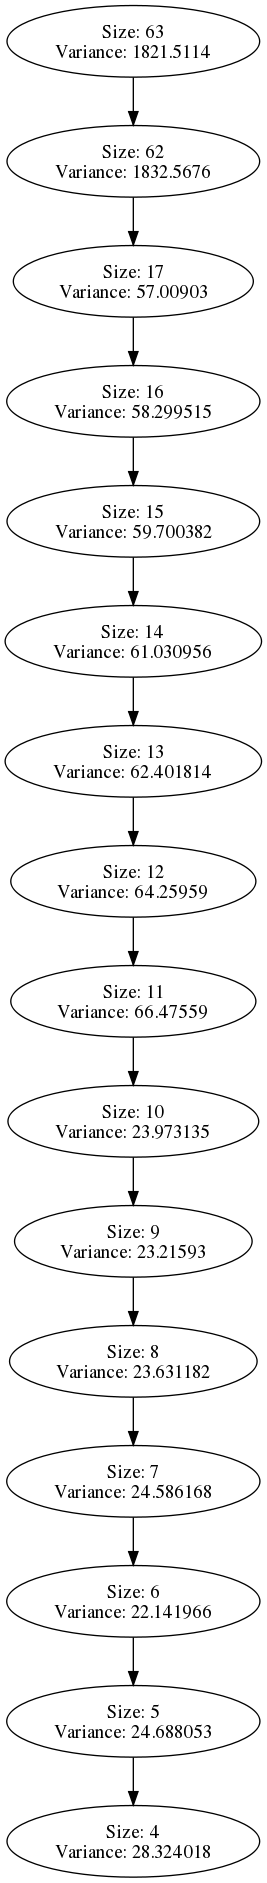 Size: 63
Variance: 1821.5114
Size: 62
Variance: 1832.5676
Size: 17
Variance: 57.00903
Size: 16
Variance: 58.299515
Size: 15
Variance: 59.700382
Size: 14
Variance: 61.030956
Size: 13
Variance: 62.401814
Size: 12
Variance: 64.25959
Size: 11
Variance: 66.47559
Size: 10
Variance: 23.973135
Size: 9
Variance: 23.21593
Size: 8
Variance: 23.631182
Size: 7
Variance: 24.586168
Size: 6
Variance: 22.141966
Size: 5
Variance: 24.688053
Size: 4
Variance: 28.324018